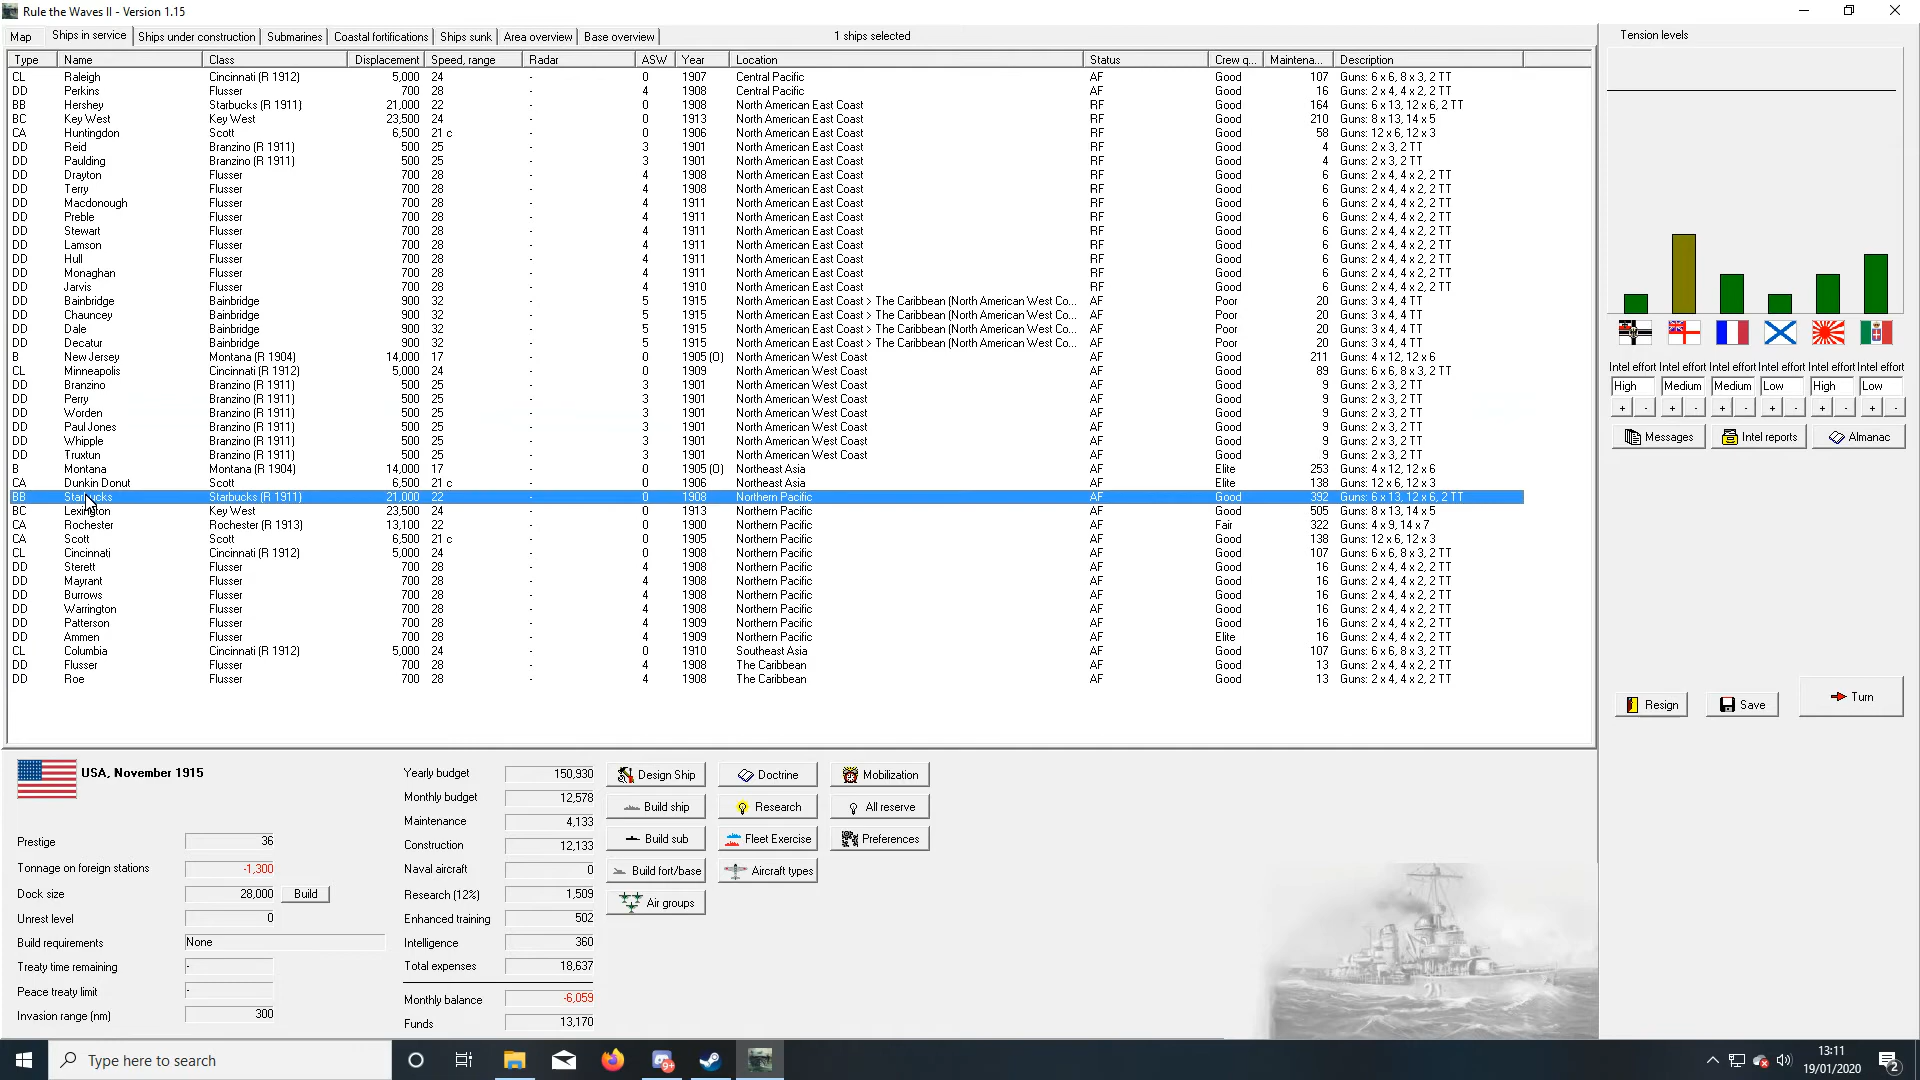 Rule the Waves II - Version 1.15
Map Ships in service Ships under construction Submarines Coastal fortifications Ships sunk Area overview Base overview 1 ships selected
Type Name Class Displacement Speed, range Radar ASW Year Location Status Crew q... Maintena... Description
CL Raleigh Cincinnati (R 1912) 5,000 24 - 0 1907 Central Pacific AF Good 107 Guns: 6 x 6, 8 x 3, 2 TT
DD Perkins Flusser 700 28 - 4 1908 Central Pacific AF Good 16 Guns: 2 x 4, 4 x 2, 2 TT
BB Hershey Starbucks (R 1911) 21,000 22 - 0 1908 North American East Coast RF Good 164 Guns: 6 x 13, 12 x 6, 2 TT
BC Key West Key West 23,500 24 - 0 1913 North American East Coast RF Good 210 Guns: 8 x 13, 14 x 5
CA Huntingdon Scott 6,500 21 c - 0 1906 North American East Coast RF Good 58 Guns: 12 x 6, 12 x 3
DD Reid Branzino (R 1911) 500 25 - 3 1901 North American East Coast RF Good 4 Guns: 2 x 3, 2 TT
DD Paulding Branzino (R 1911) 500 25 - 3 1901 North American East Coast RF Good 4 Guns: 2 x 3, 2 TT
DD Drayton Flusser 700 28 - 4 1908 North American East Coast RF Good 6 Guns: 2 x 4, 4 x 2, 2 TT
DD Terry Flusser 700 28 - 4 1908 North American East Coast RF Good 6 Guns: 2 x 4, 4 x 2, 2 TT
DD Macdonough Flusser 700 28 - 4 1911 North American East Coast RF Good 6 Guns: 2 x 4, 4 x 2, 2 TT
DD Preble Flusser 700 28 - 4 1911 North American East Coast RF Good 6 Guns: 2 x 4, 4 x 2, 2 TT
DD Stewart Flusser 700 28 - 4 1911 North American East Coast RF Good 6 Guns: 2 x 4, 4 x 2, 2 TT
DD Lamson Flusser 700 28 - 4 1911 North American East Coast RF Good 6 Guns: 2 x 4, 4 x 2, 2 TT
DD Hull Flusser 700 28 - 4 1911 North American East Coast RF Good 6 Guns: 2 x 4, 4 x 2, 2 TT
DD Monaghan Flusser 700 28 - 4 1911 North American East Coast RF Good 6 Guns: 2 x 4, 4 x 2, 2 TT
DD Jarvis Flusser 700 28 - 4 1910 North American East Coast RF Good 6 Guns: 2 x 4, 4 x 2, 2 TT
DD Bainbridge Bainbridge 900 32 - 5 1915 North American East Coast > The Caribbean (North American West Co... AF Poor 20 Guns: 3 x 4, 4 TT
DD Chauncey Bainbridge 900 32 - 5 1915 North American East Coast > The Caribbean (North American West Co... AF Poor 20 Guns: 3 x 4, 4 TT
DD Dale Bainbridge 900 32 - 5 1915 North American East Coast > The Caribbean (North American West Co... AF Poor 20 Guns: 3 x 4, 4 TT
DD Decatur Bainbridge 900 32 - 5 1915 North American East Coast > The Caribbean (North American West Co... AF Poor 20 Guns: 3 x 4, 4 TT
B New Jersey Montana (R 1904) 14,000 17 - 0 1905 (O) North American West Coast AF Good 211 Guns: 4 x 12, 12 x 6
CL Minneapolis Cincinnati (R 1912) 5,000 24 - 0 1909 North American West Coast AF Good 89 Guns: 6 x 6, 8 x 3, 2 TT
DD Branzino Branzino (R 1911) 500 25 - 3 1901 North American West Coast AF Good 9 Guns: 2 x 3, 2 TT
DD Perry Branzino (R 1911) 500 25 - 3 1901 North American West Coast AF Good 9 Guns: 2 x 3, 2 TT
DD Worden Branzino (R 1911) 500 25 - 3 1901 North American West Coast AF Good 9 Guns: 2 x 3, 2 TT
DD Paul Jones Branzino (R 1911) 500 25 - 3 1901 North American West Coast AF Good 9 Guns: 2 x 3, 2 TT
DD Whipple Branzino (R 1911) 500 25 - 3 1901 North American West Coast AF Good 9 Guns: 2 x 3, 2 TT
DD Truxtun Branzino (R 1911) 500 25 - 3 1901 North American West Coast AF Good 9 Guns: 2 x 3, 2 TT
B Montana Montana (R 1904) 14,000 17 - 0 1905 (O) Northeast Asia AF Elite 253 Guns: 4 x 12, 12 x 6
CA Dunkin Donut Scott 6,500 21 c - 0 1906 Northeast Asia AF Elite 138 Guns: 12 x 6, 12 x 3
BB Starbucks Starbucks (R 1911) 21,000 22 - 0 1908 Northern Pacific AF Good 392 Guns: 6 x 13, 12 x 6, 2 TT
BC Lexington Key West 23,500 24 - 0 1913 Northern Pacific AF Good 505 Guns: 8 x 13, 14 x 5
CA Rochester Rochester (R 1913) 13,100 22 - 0 1900 Northern Pacific AF Fair 322 Guns: 4 x 9, 14 x 7
CA Scott Scott 6,500 21 c - 0 1905 Northern Pacific AF Good 138 Guns: 12 x 6, 12 x 3
CL Cincinnati Cincinnati (R 1912) 5,000 24 - 0 1909 Northern Pacific AF Good 107 Guns: 6 x 6, 8 x 3, 2 TT
DD Sterett Flusser 700 28 - 4 1908 Northern Pacific AF Good 16 Guns: 2 x 4, 4 x 2, 2 TT
DD Mayrant Flusser 700 28 - 4 1908 Northern Pacific AF Good 16 Guns: 2 x 4, 4 x 2, 2 TT
DD Burrows Flusser 700 28 - 4 1908 Northern Pacific AF Good 16 Guns: 2 x 4, 4 x 2, 2 TT
DD Warrington Flusser 700 28 - 4 1908 Northern Pacific AF Good 16 Guns: 2 x 4, 4 x 2, 2 TT
DD Patterson Flusser 700 28 - 4 1909 Northern Pacific AF Good 16 Guns: 2 x 4, 4 x 2, 2 TT
DD Ammen Flusser 700 28 - 4 1909 Northern Pacific AF Elite 16 Guns: 2 x 4, 4 x 2, 2 TT
CL Columbia Cincinnati (R 1912) 5,000 24 - 0 1910 Southeast Asia AF Good 107 Guns: 6 x 6, 8 x 3, 2 TT
DD Flusser Flusser 700 28 - 4 1908 The Caribbean AF Good 13 Guns: 2 x 4, 4 x 2, 2 TT
DD Roe Flusser 700 28 - 4 1908 The Caribbean AF Good 13 Guns: 2 x 4, 4 x 2, 2 TT
Tension levels
Intel effort Intel effort Intel effort Intel effort Intel effort Intel effort
High Medium Medium Low High Low
+ - + - + - + - + - + -
Messages Intel reports Almanac
Resign Save Turn
USA, November 1915
Prestige 36
Tonnage on foreign stations -1,300
Dock size 28,000 Build
Unrest level 0
Build requirements None
Treaty time remaining -
Peace treaty limit -
Invasion range (nm) 300
Yearly budget 150,930
Monthly budget 12,578
Maintenance 4,133
Construction 12,133
Naval aircraft 0
Research (12%) 1,509
Enhanced training 502
Intelligence 360
Total expenses 18,637
Monthly balance -6,059
Funds 13,170
Design Ship Doctrine Mobilization
Build ship Research All reserve
Build sub Fleet Exercise Preferences
Build fort/base Aircraft types
Air groups
21
Type here to search
9+
13:11
19/01/2020
2